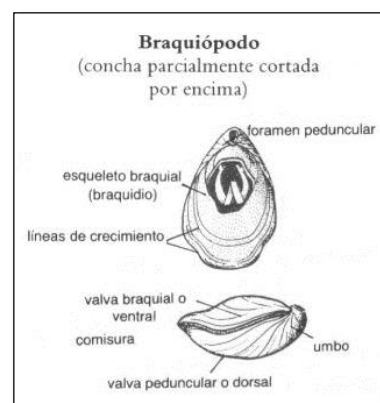 Braquiópodo
(concha parcialmente cortada
por encima)
foramen peduncular
esqueleto braquial
(braquidio)
líneas de crecimiento
valva braquial o
ventral
comisura
umbo
valva peduncular o dorsal